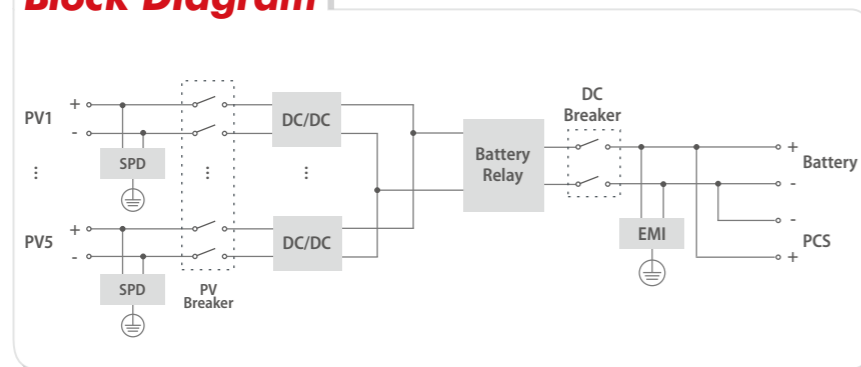 Block Diagram
PV1
+
-
SPD
⋮
PV5
+
-
SPD
⋮
PV
Breaker
DC/DC
⋮
DC/DC
Battery
Relay
DC
Breaker
EMI
+
Battery
-
-
PCS
+